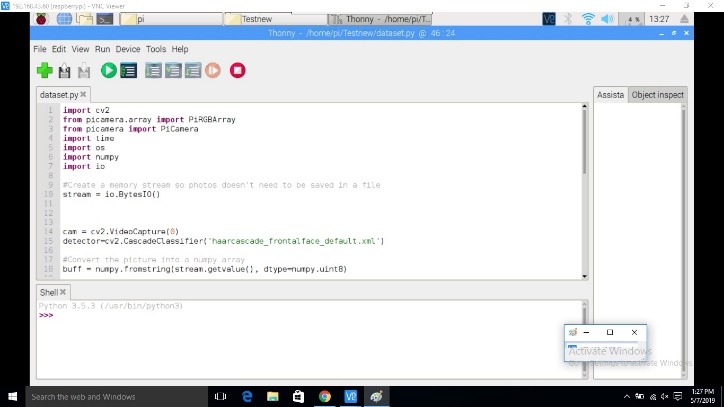 192.168.43.60 (raspberrypi) - VNC Viewer
pi
Testnew
Thonny - /home/pi/T...
4 %
13:27
Thonny - /home/pi/Testnew/dataset.py @ 46:24
File Edit View Run Device Tools Help
dataset.py
Assista
Object inspect
1 import cv2
2 from picamera.array import PiRGBArray
3 from picamera import PiCamera
4 import time
5 import os
6 import numpy
7 import io
8
9 #Create a memory stream so photos doesn't need to be saved in a file
10 stream = io.BytesIO()
11
12
13
14 cam = cv2.VideoCapture(0)
15 detector=cv2.CascadeClassifier('haarcascade_frontalface_default.xml')
16
17 #Convert the picture into a numpy array
18 buff = numpy.fromstring(stream.getvalue(), dtype=numpy.uint8)
Shell
Python 3.5.3 (/usr/bin/python3)
>>>
Activate Windows
Settings to activate Windows
Search the web and Windows
1:27 PM
5/7/2019